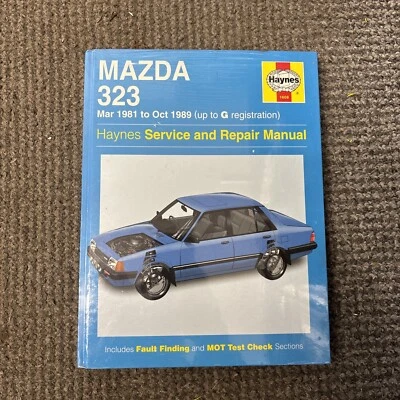 MAZDA
323
Haynes
Mar 1981 to Oct 1989 (up to G registration)
Haynes Service and Repair Manual
Includes Fault Finding and MOT Test Check Sections